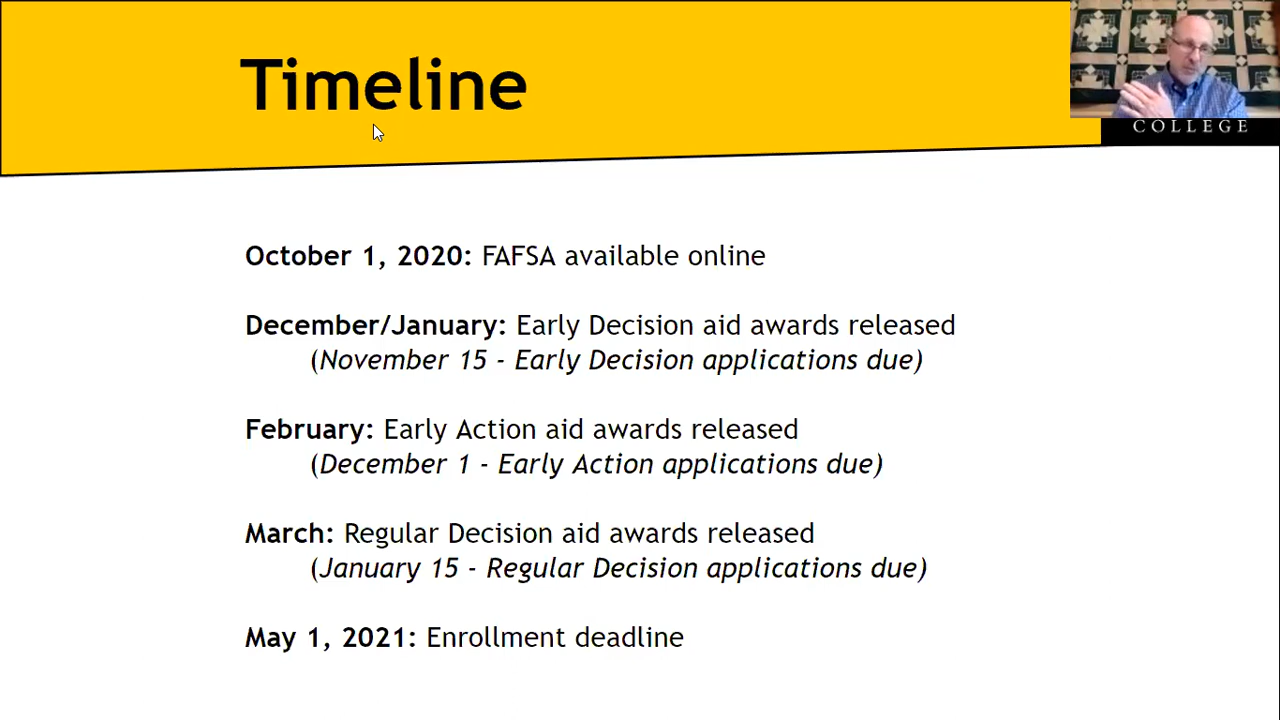 Timeline
COLLEGE
October 1, 2020: FAFSA available online
December/January: Early Decision aid awards released
(November 15 - Early Decision applications due)
February: Early Action aid awards released
(December 1 - Early Action applications due)
March: Regular Decision aid awards released
(January 15 - Regular Decision applications due)
May 1, 2021: Enrollment deadline